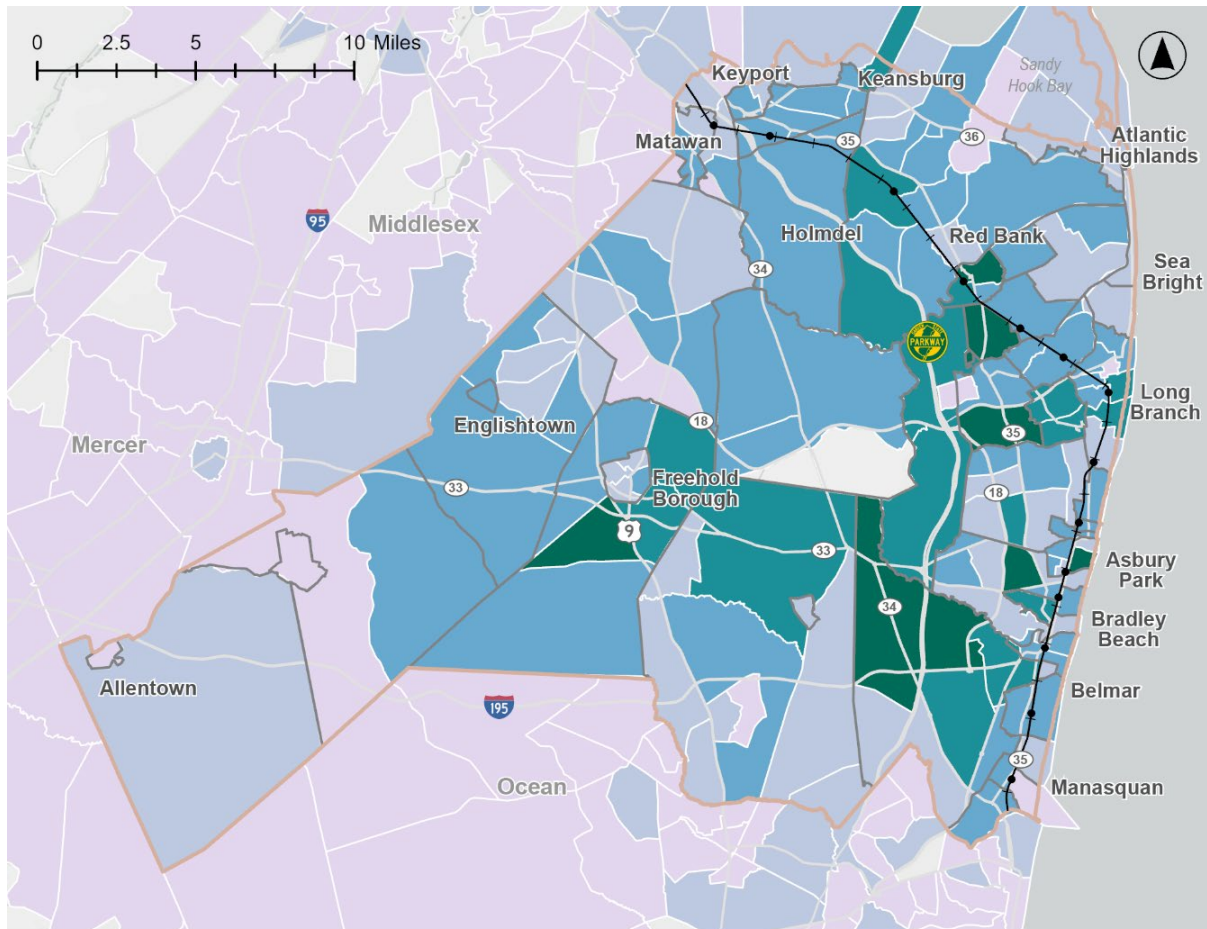 0 2.5 5 10 Miles
Keyport
Keansburg
Sandy
Hook Bay
Matawan
35
36
Atlantic
Highlands
95
Middlesex
Holmdel
Red Bank
34
Sea
Bright
PARKWAY
Long
Branch
Englishtown
18
35
Mercer
33
Freehold
Borough
18
9
33
Asbury
Park
34
Bradley
Beach
Allentown
Belmar
195
Ocean
35
Manasquan